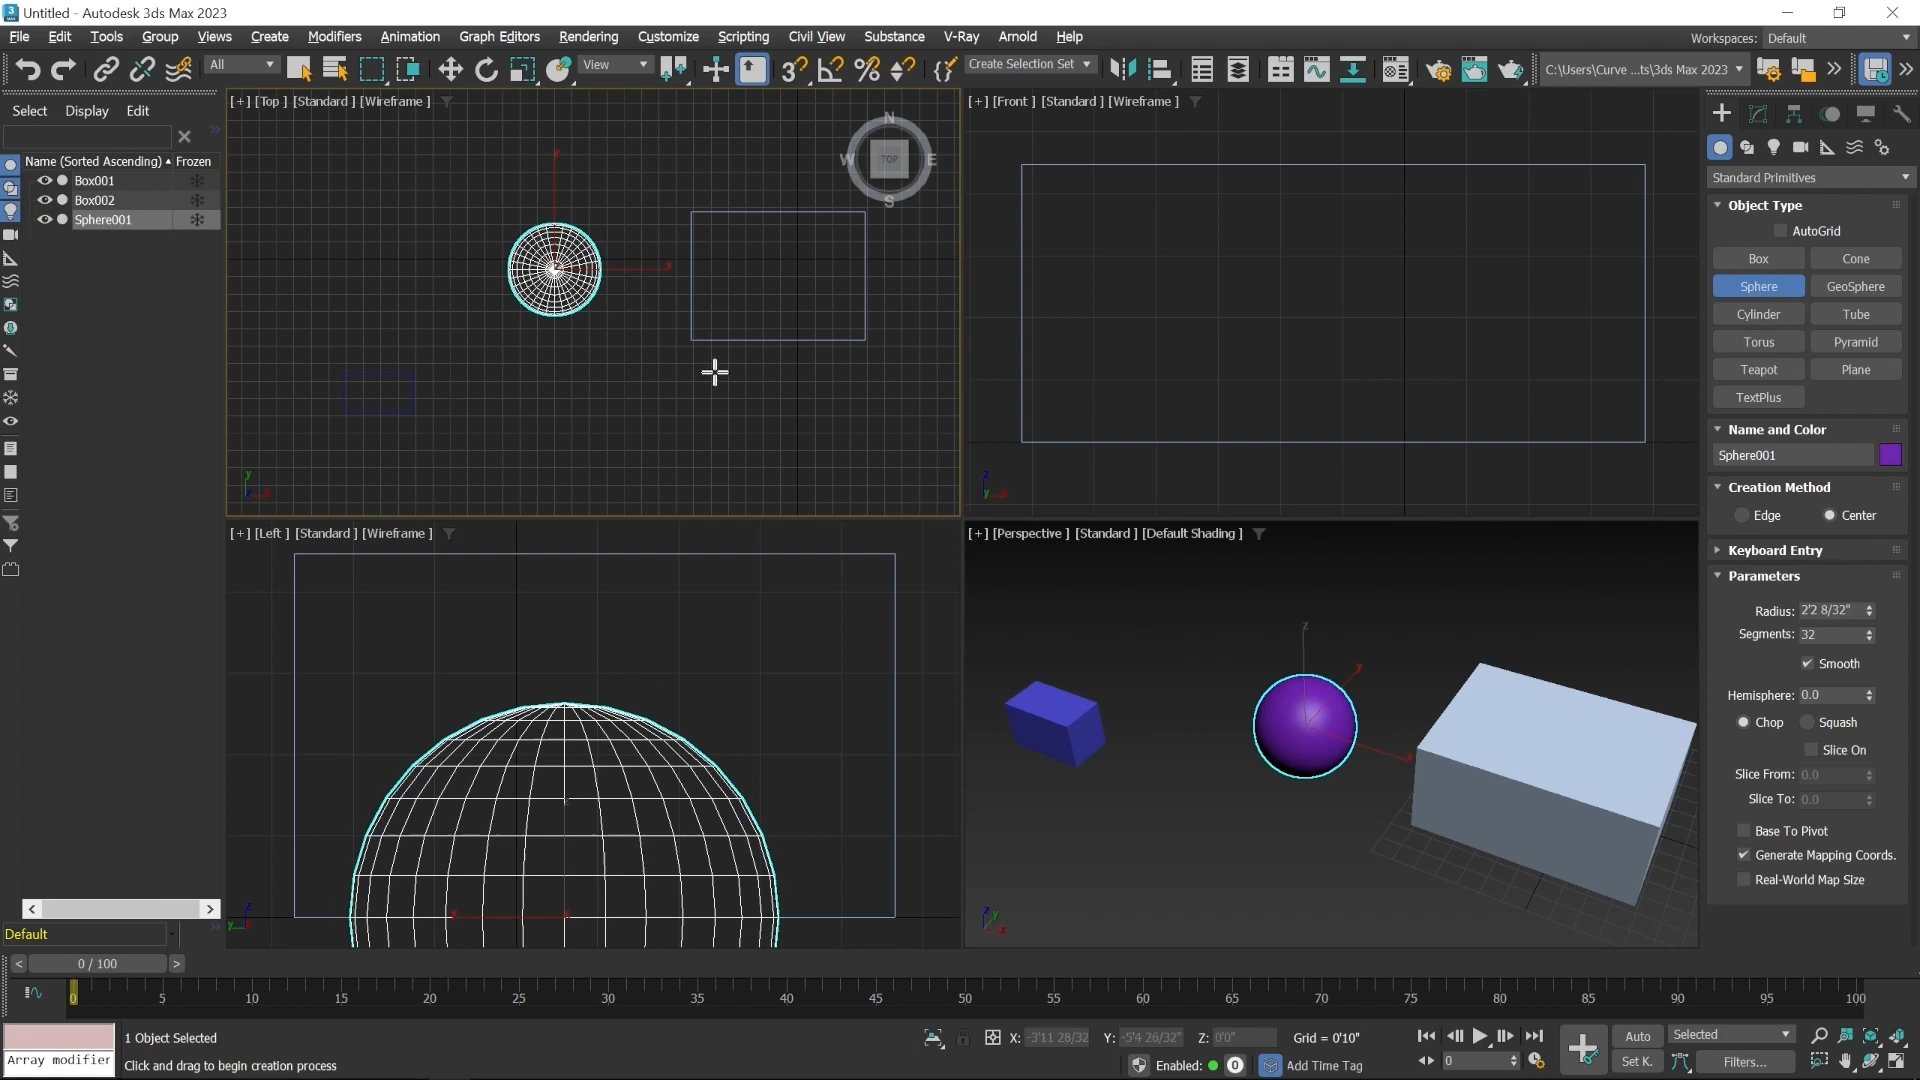 Untitled - Autodesk 3ds Max 2023
File Edit Tools Group Views Create Modifiers Animation Graph Editors Rendering Customize Scripting Civil View Substance V-Ray Arnold Help
Workspaces: Default
All
View
Create Selection Set
C:\Users\Curve ...ts\3ds Max 2023
Select Display Edit
Name (Sorted Ascending) Frozen
Box001
Box002
Sphere001
[+] [Top ] [Standard ] [Wireframe ]
N
W TOP E
S
y
x
y
z x
[+] [Front ] [Standard ] [Wireframe ]
z
y x
[+] [Left ] [Standard ] [Wireframe ]
z
y
[+] [Perspective ] [Standard ] [Default Shading ]
z
y
x
z y
x
Standard Primitives
Object Type
AutoGrid
Box Cone
Sphere GeoSphere
Cylinder Tube
Torus Pyramid
Teapot Plane
TextPlus
Name and Color
Sphere001
Creation Method
Edge Center
Keyboard Entry
Parameters
Radius: 2'2 8/32"
Segments: 32
Smooth
Hemisphere: 0.0
Chop Squash
Slice On
Slice From: 0.0
Slice To: 0.0
Base To Pivot
Generate Mapping Coords.
Real-World Map Size
< >
Default
< 0 / 100 >
0 5 10 15 20 25 30 35 40 45 50 55 60 65 70 75 80 85 90 95 100
1 Object Selected
X: -3'11 28/32 Y: -5'4 26/32" Z: 0'0" Grid = 0'10"
Auto Selected
Array modifier
Click and drag to begin creation process
Enabled: 0 Add Time Tag
0
Set K. Filters...